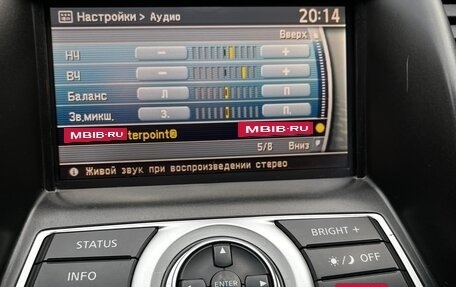 Настройки > Аудио 20:14
Вверх
НЧ - +
ВЧ - +
Баланс Л П.
Зв.микш. З. П.
MBIB.RU terpoint MBIB.RU
5/8 Вниз
Живой звук при воспроизведении стерео
STATUS BRIGHT +
INFO ENTER OFF